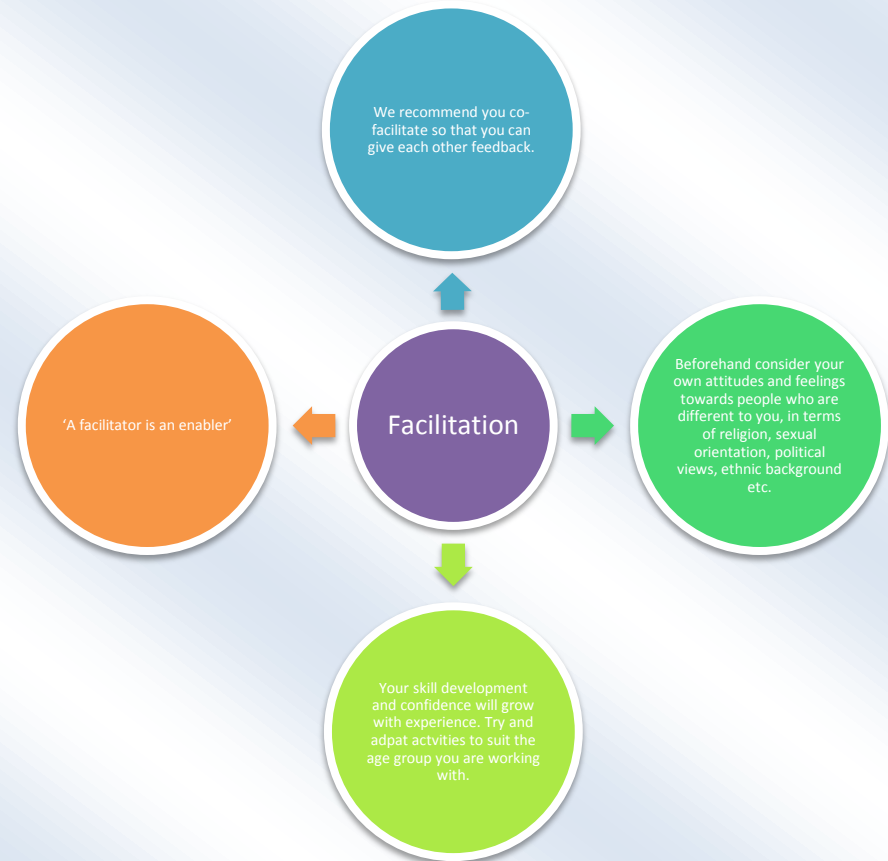 We recommend you co-
facilitate so that you can
give each other feedback.
'A facilitator is an enabler'
Facilitation
Beforehand consider your
own attitudes and feelings
towards people who are
different to you, in terms
of religion, sexual
orientation, political
views, ethnic background
etc.
Your skill development
and confidence will grow
with experience. Try and
adpat actvities to suit the
age group you are working
with.